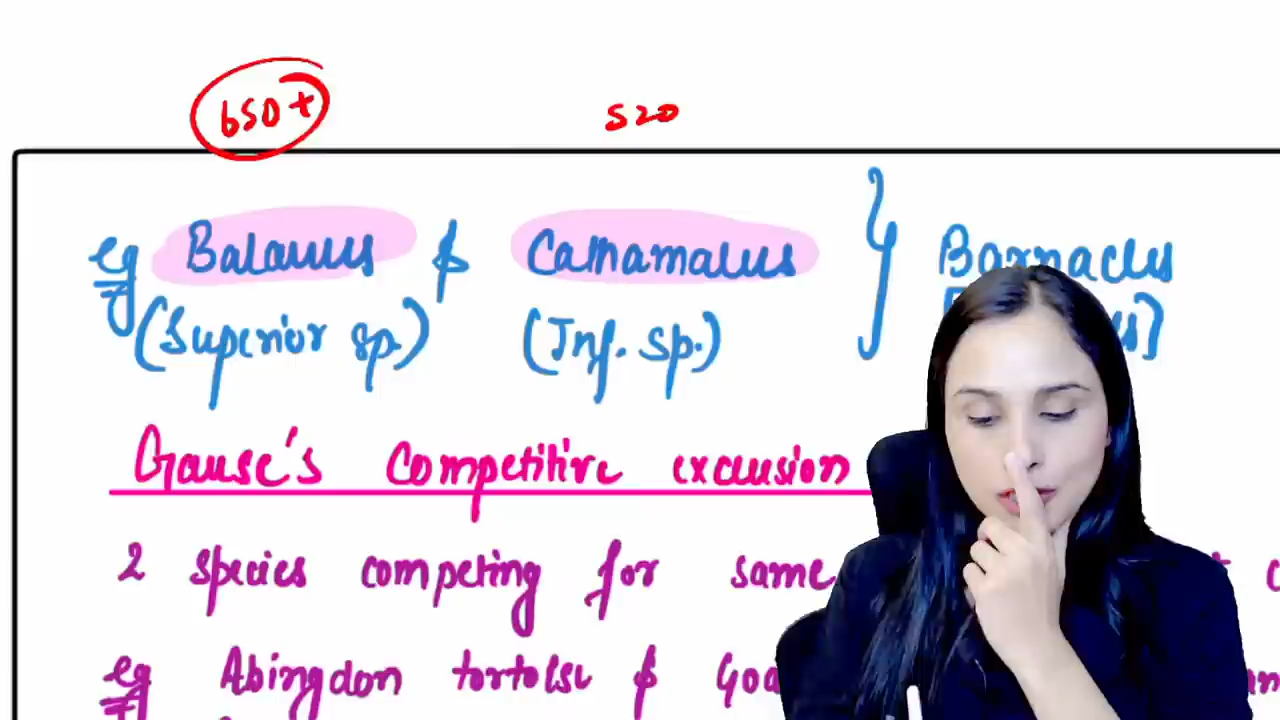 650+ 520
eg Balanus & Cathamalus } Barnacles
(Superior sp.) (Inf. sp.)
Gause's Competitive exclusion
2 species competing for same
eg Abingdon tortoise &